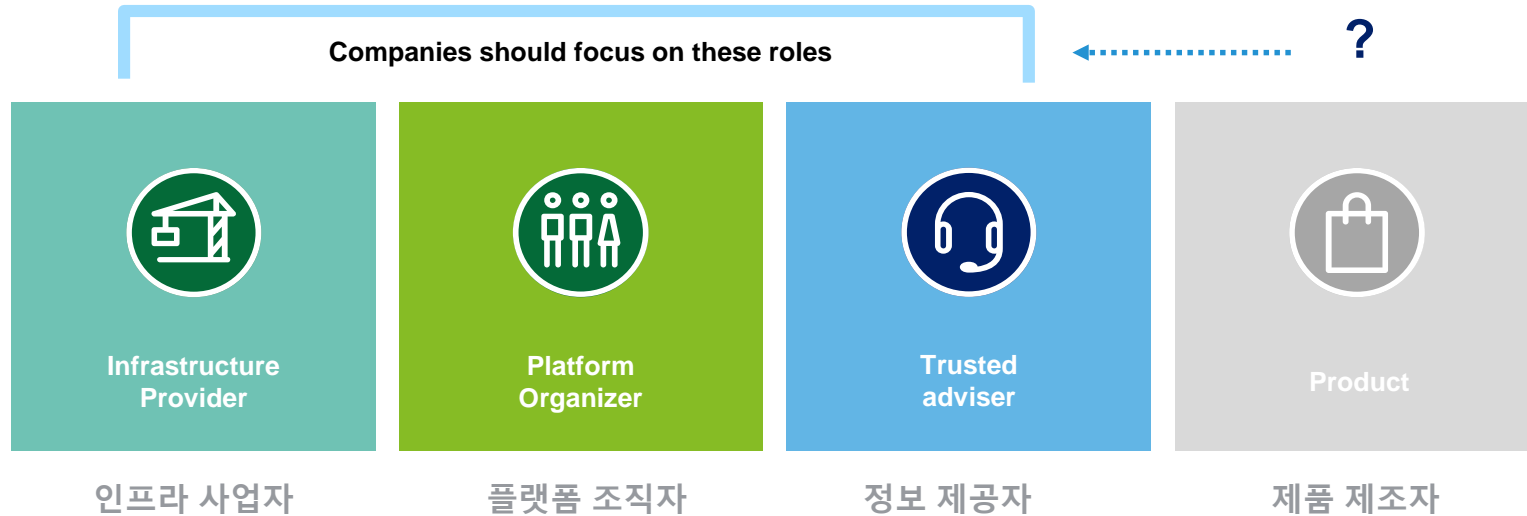 Companies should focus on these roles
?
Infrastructure
Provider
Platform
Organizer
Trusted
adviser
Product
인프라 사업자
플랫폼 조직자
정보 제공자
제품 제조자